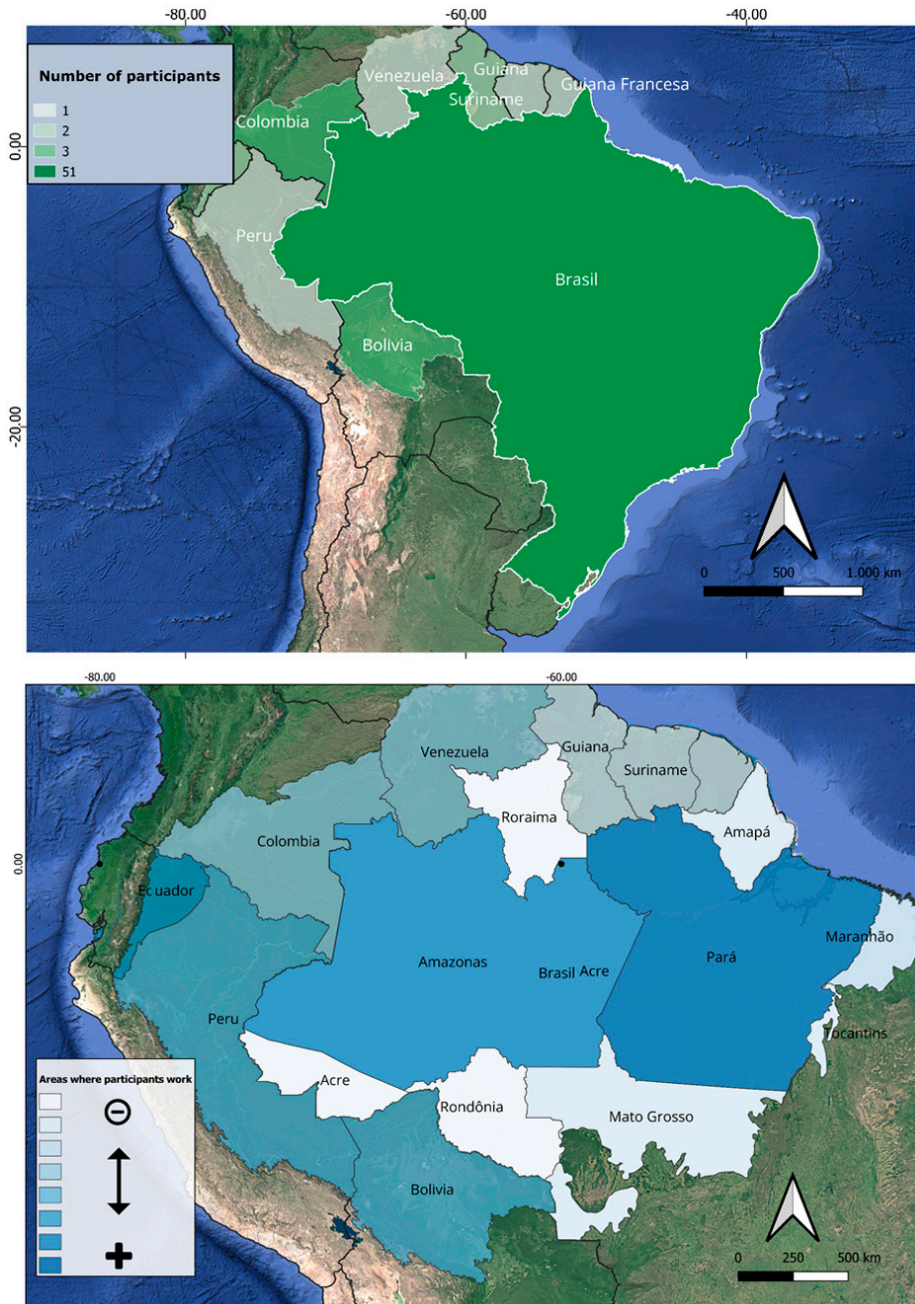 -80.00
-60.00
-40.00
Number of participants
1
2
3
51
Venezuela
Guiana
Suriname
Guiana Francesa
Colombia
0.00
Peru
Brasil
Bolivia
-20.00
0
500
1.000 km
-80.00
-60.00
Venezuela
Guiana
Suriname
Roraima
Amapá
Colombia
0.00
Ecuador
Maranhão
Amazonas
Brasil
Acre
Pará
Peru
Tocantins
Areas where participants work
Acre
Rondônia
Mato Grosso
Bolivia
0
250
500 km